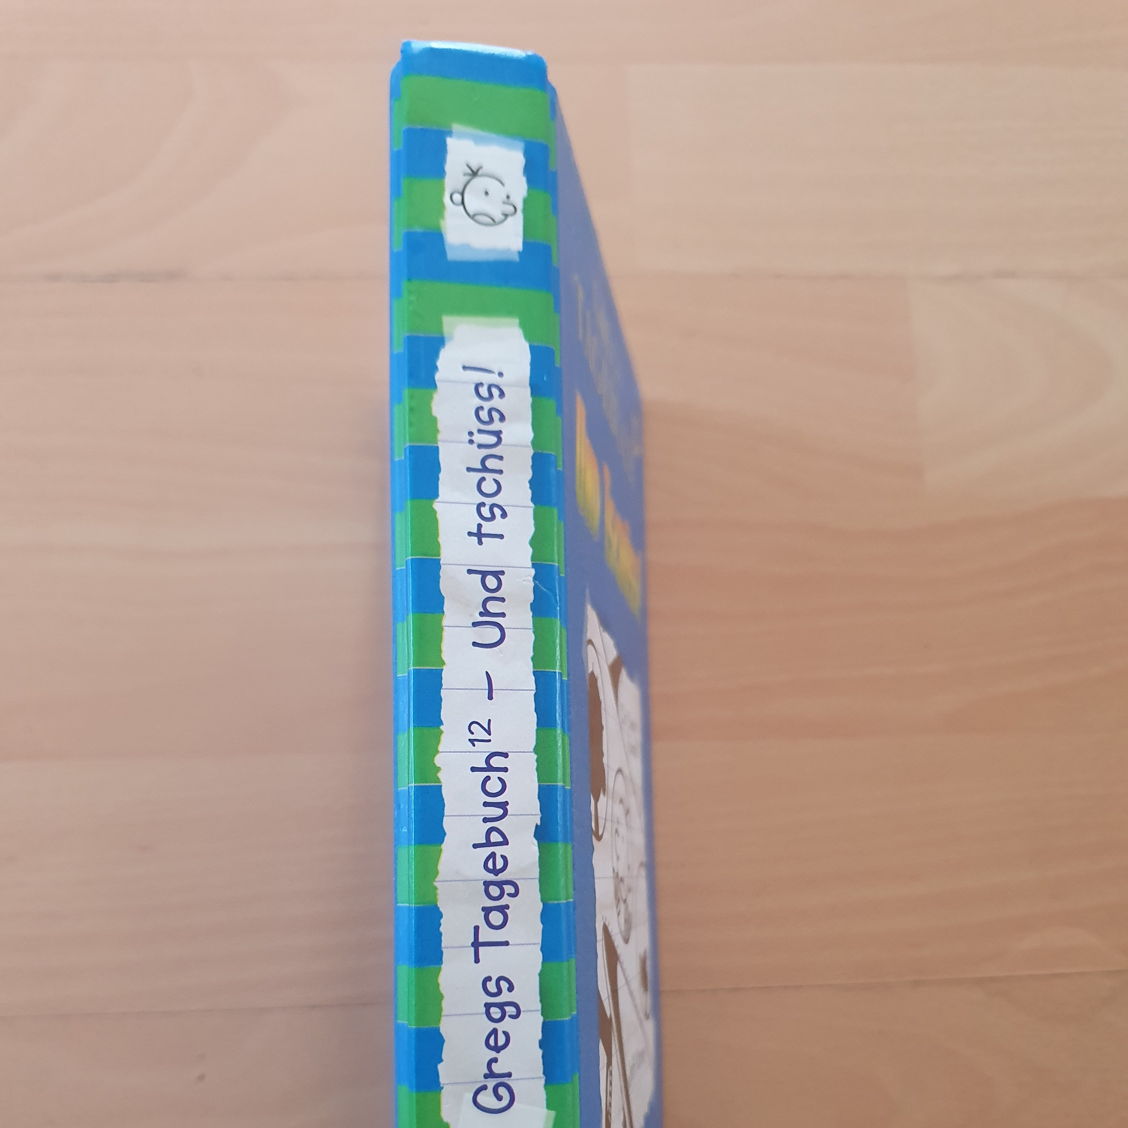 Gregs Tagebuch¹² – Und tschüss!